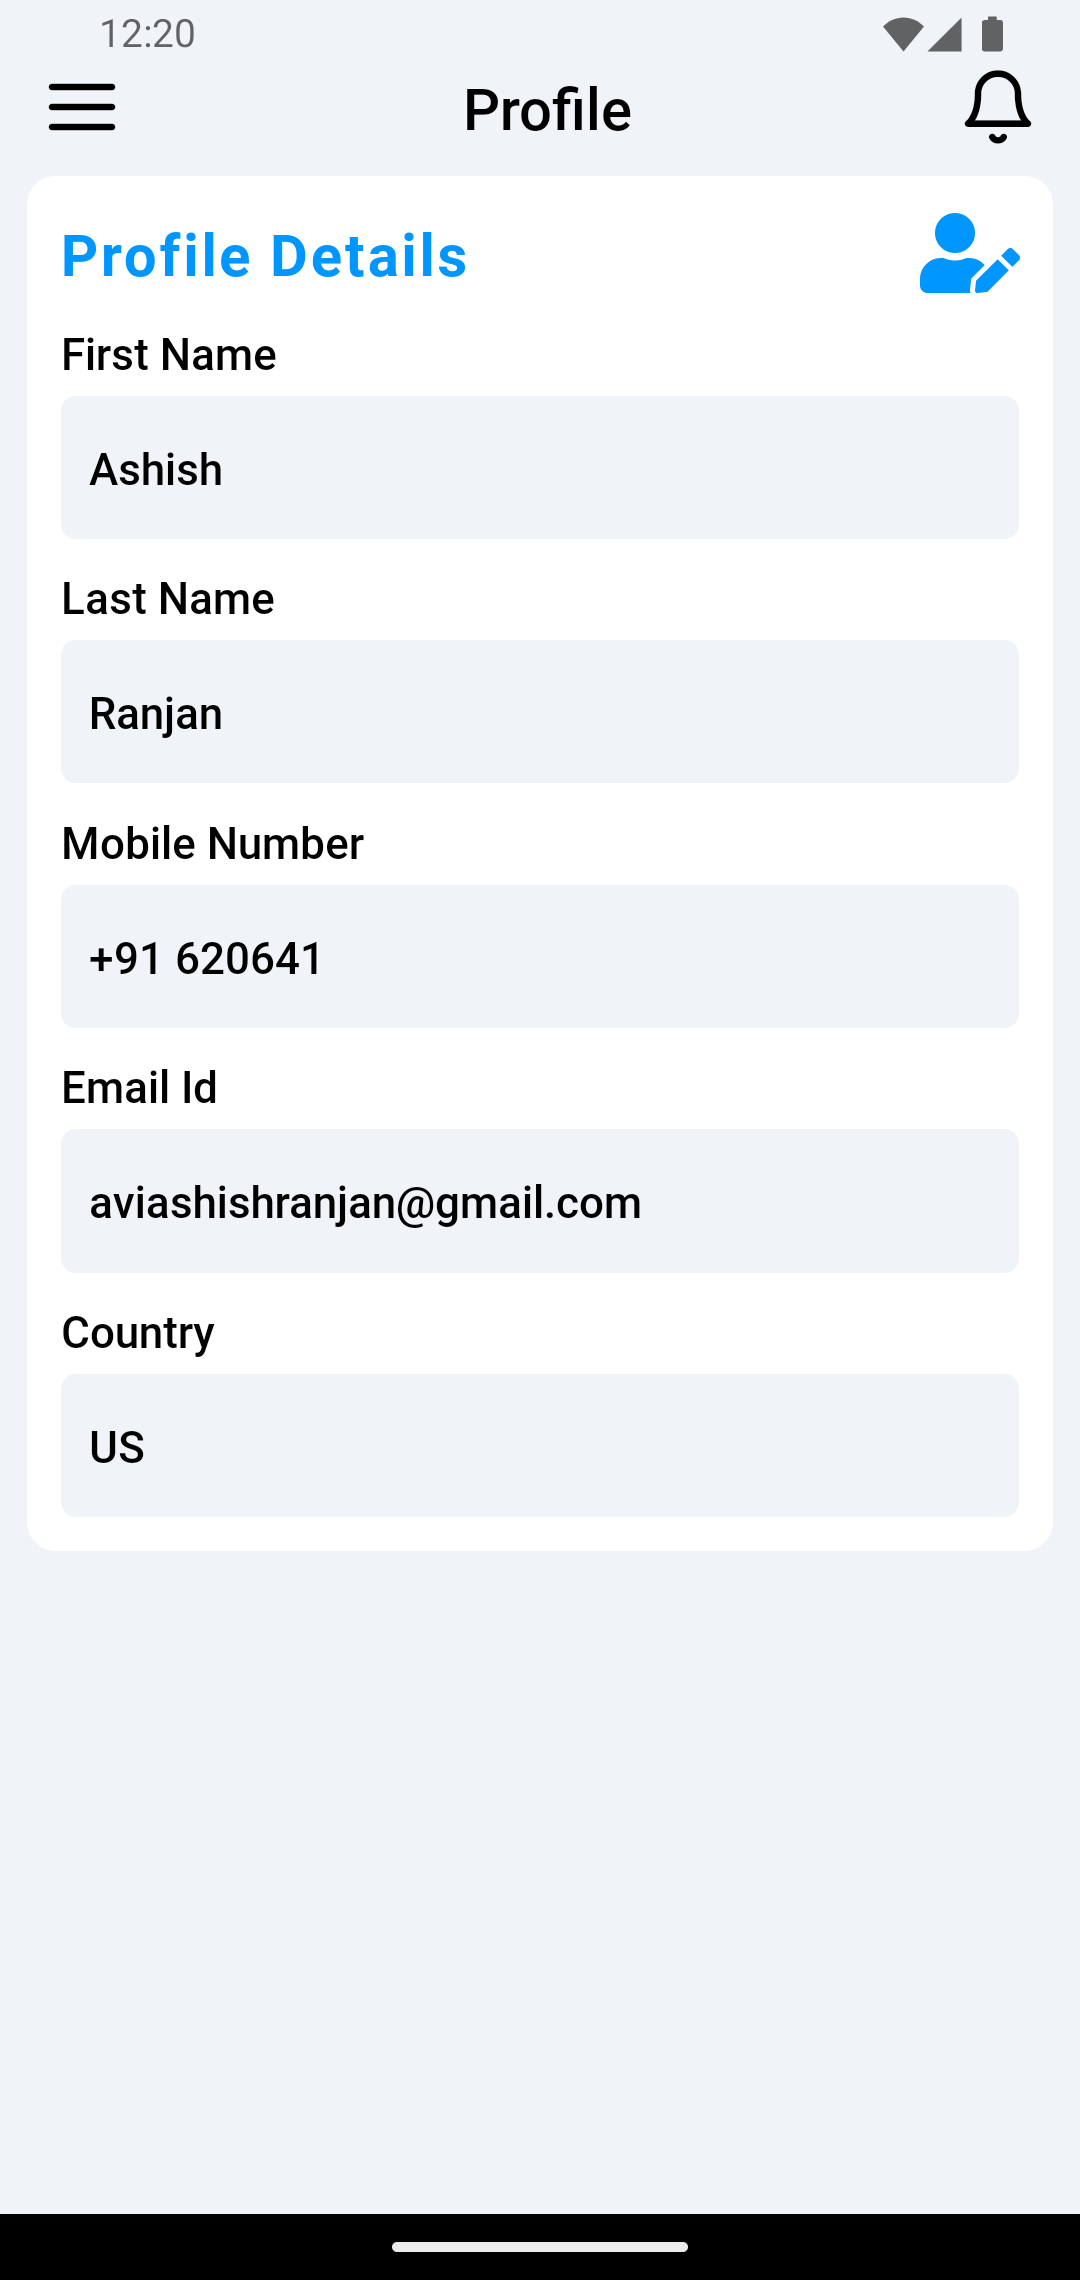 12:20
Profile
Profile Details
First Name
Ashish
Last Name
Ranjan
Mobile Number
+91 620641
Email Id
aviashishranjan@gmail.com
Country
US